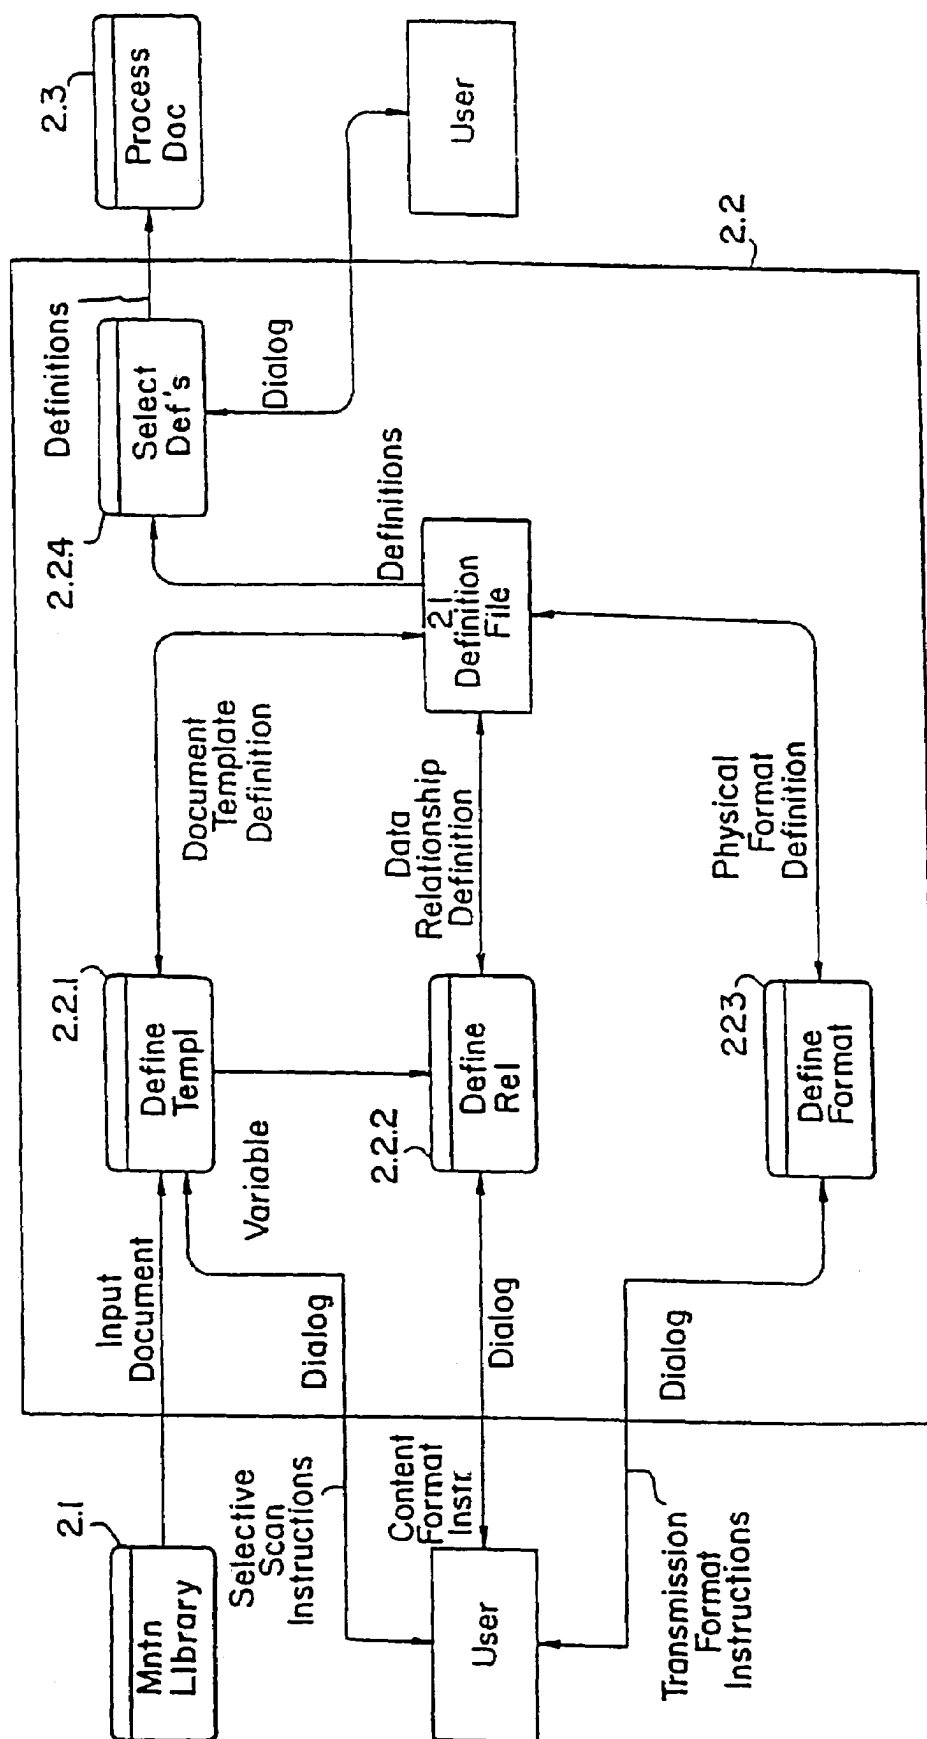 2.1
Mntn
Library
Input
Document
2.2.1
Define
Templ
Document
Template
Definition
2.2.4
Select
Def's
Definitions
2.3
Process
Doc
Selective
Scan
Instructions
Dialog
Variable
Definitions
Dialog
User
Content
Format
Instr.
Dialog
2.2.2
Define
Rel
Data
Relationship
Definition
2.1
Definition
File
User
Transmission
Format
Instructions
Dialog
223
Define
Format
Physical
Format
Definition
2.2